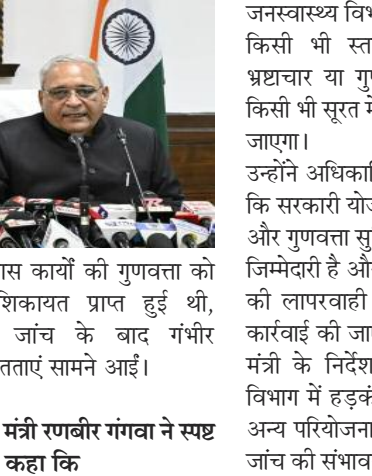 ास कार्यों की गुणवत्ता को
शिकायत प्राप्त हुई थी,
जांच के बाद गंभीर
तताएं सामने आईं।
मंत्री रणबीर गंगवा ने स्पष्ट
कहा कि
जनस्वास्थ्य विभ
किसी भी स्त
भ्रष्टाचार या गु
किसी भी सूरत में
जाएगा।
उन्होंने अधिकारि
कि सरकारी योज
और गुणवत्ता सु
जिम्मेदारी है औ
की लापरवाही
कार्रवाई की जाए
मंत्री के निर्देश
विभाग में हड़कं
अन्य परियोजना
जांच की संभाव